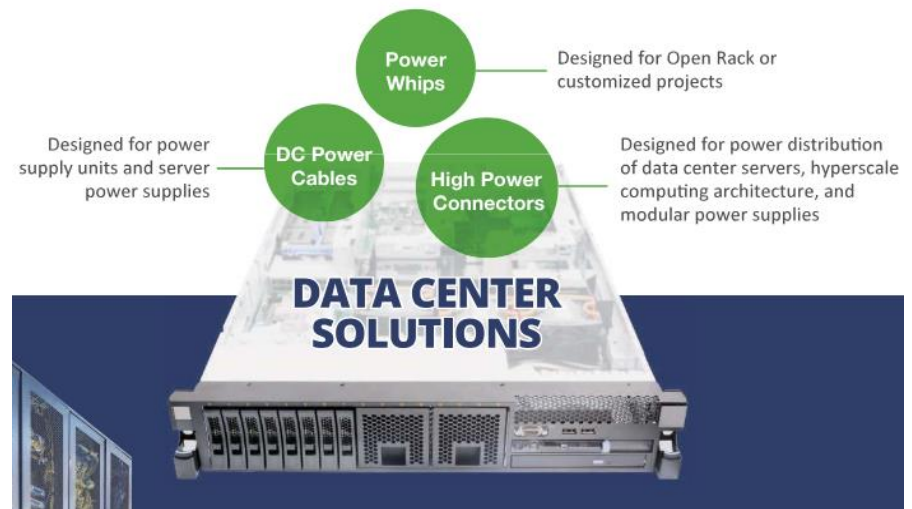 Power
Whips
Designed for Open Rack or
customized projects
Designed for power
supply units and server
power supplies
DC Power
Cables
High Power
Connectors
Designed for power distribution
of data center servers, hyperscale
computing architecture, and
modular power supplies
DATA CENTER
SOLUTIONS